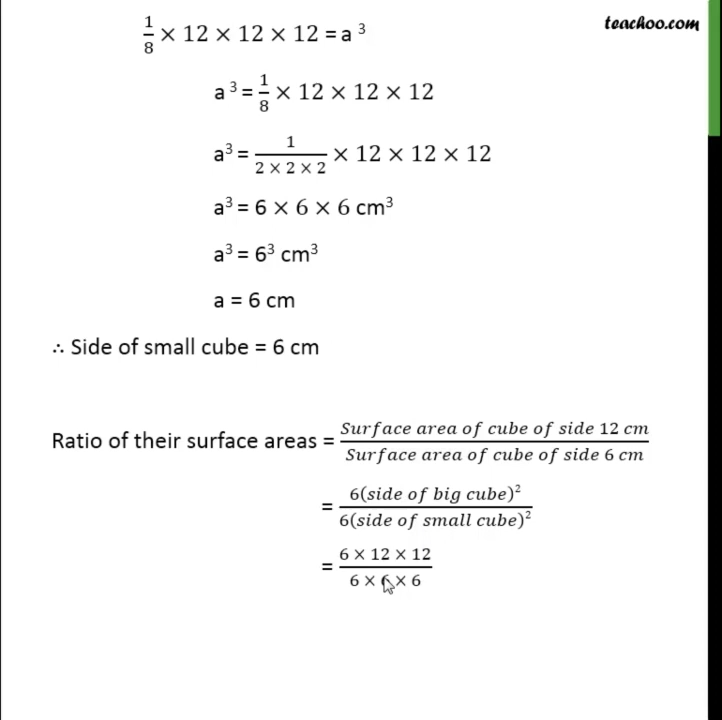 teachoo.com
1/8 × 12 × 12 × 12 = a ³
a ³ = 1/8 × 12 × 12 × 12
a³ = 1/(2 × 2 × 2) × 12 × 12 × 12
a³ = 6 × 6 × 6 cm³
a³ = 6³ cm³
a = 6 cm
∴ Side of small cube = 6 cm
Ratio of their surface areas = (Surface area of cube of side 12 cm)/(Surface area of cube of side 6 cm)
= 6(side of big cube)²/6(side of small cube)²
= (6 × 12 × 12)/(6 × 6 × 6)